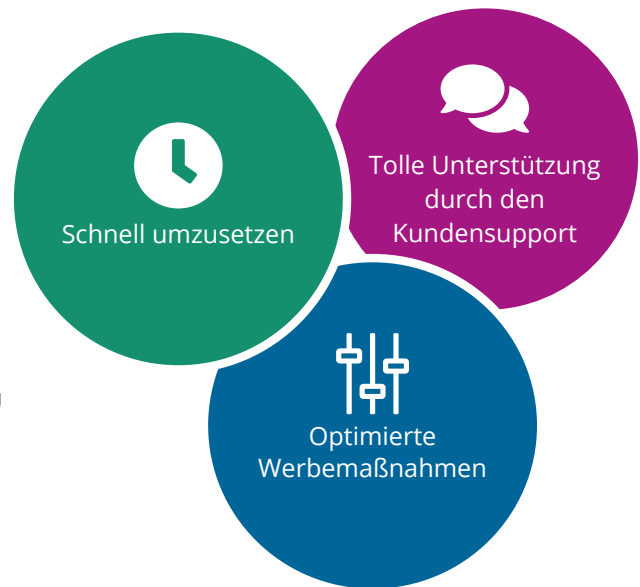 Tolle Unterstützung
durch den
Kundensupport
Schnell umzusetzen
Optimierte
Werbemaßnahmen